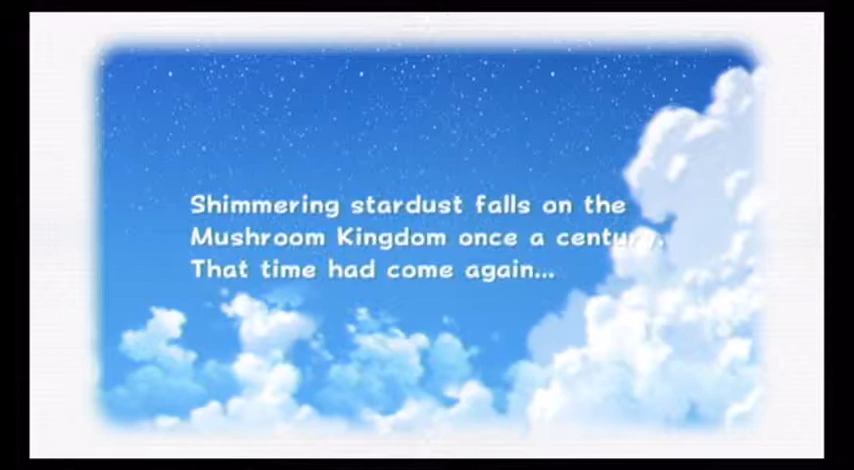 Shimmering stardust falls on the
Mushroom Kingdom once a century.
That time had come again...